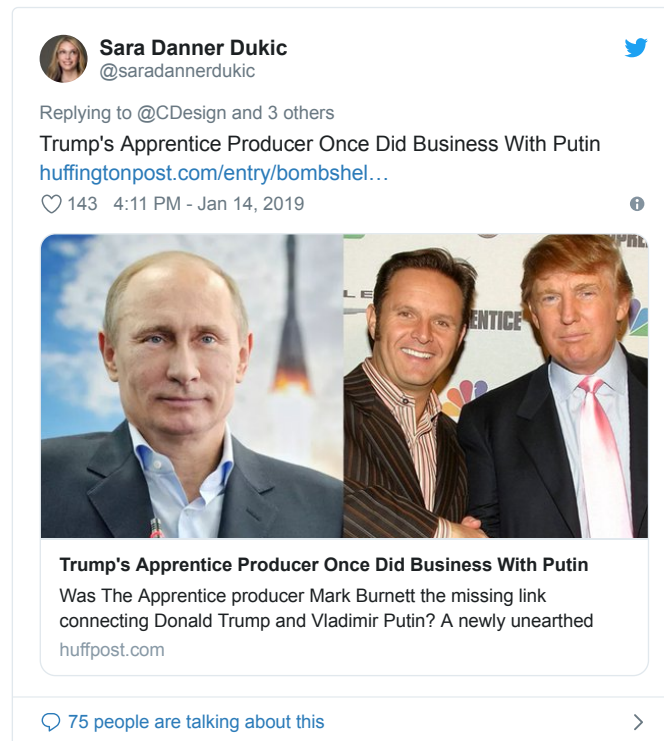 Sara Danner Dukic
@saradannerdukic
Replying to @CDesign and 3 others
Trump's Apprentice Producer Once Did Business With Putin
huffingtonpost.com/entry/bombshel…
143 4:11 PM - Jan 14, 2019
ENTICE
Trump's Apprentice Producer Once Did Business With Putin
Was The Apprentice producer Mark Burnett the missing link
connecting Donald Trump and Vladimir Putin? A newly unearthed
huffpost.com
75 people are talking about this